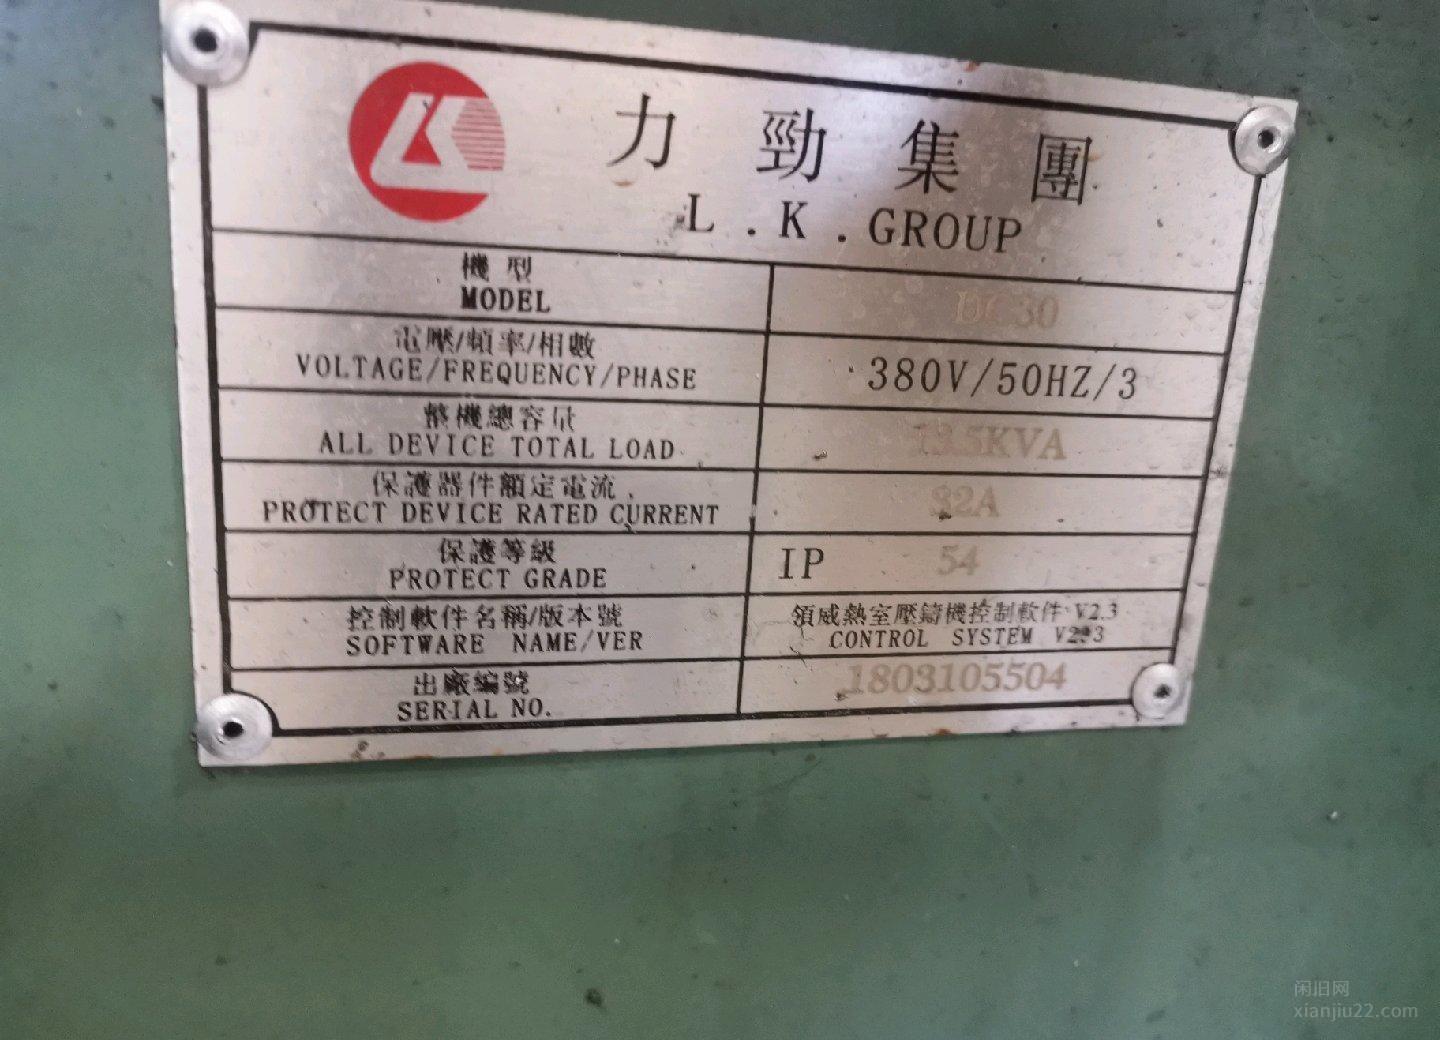 力勁集團
L.K.GROUP
機型
MODEL
DC30
電壓/頻率/相數
VOLTAGE/FREQUENCY/PHASE
380V/50HZ/3
整機總容量
ALL DEVICE TOTAL LOAD
13.5KVA
保護器件額定電流
PROTECT DEVICE RATED CURRENT
32A
保護等級
PROTECT GRADE
IP 54
控制軟件名稱/版本號
SOFTWARE NAME/VER
領威熱室壓鑄機控制軟件 V2.3
CONTROL SYSTEM V2.3
出廠編號
SERIAL NO.
1803105504
闲旧网
xianjiu22.com